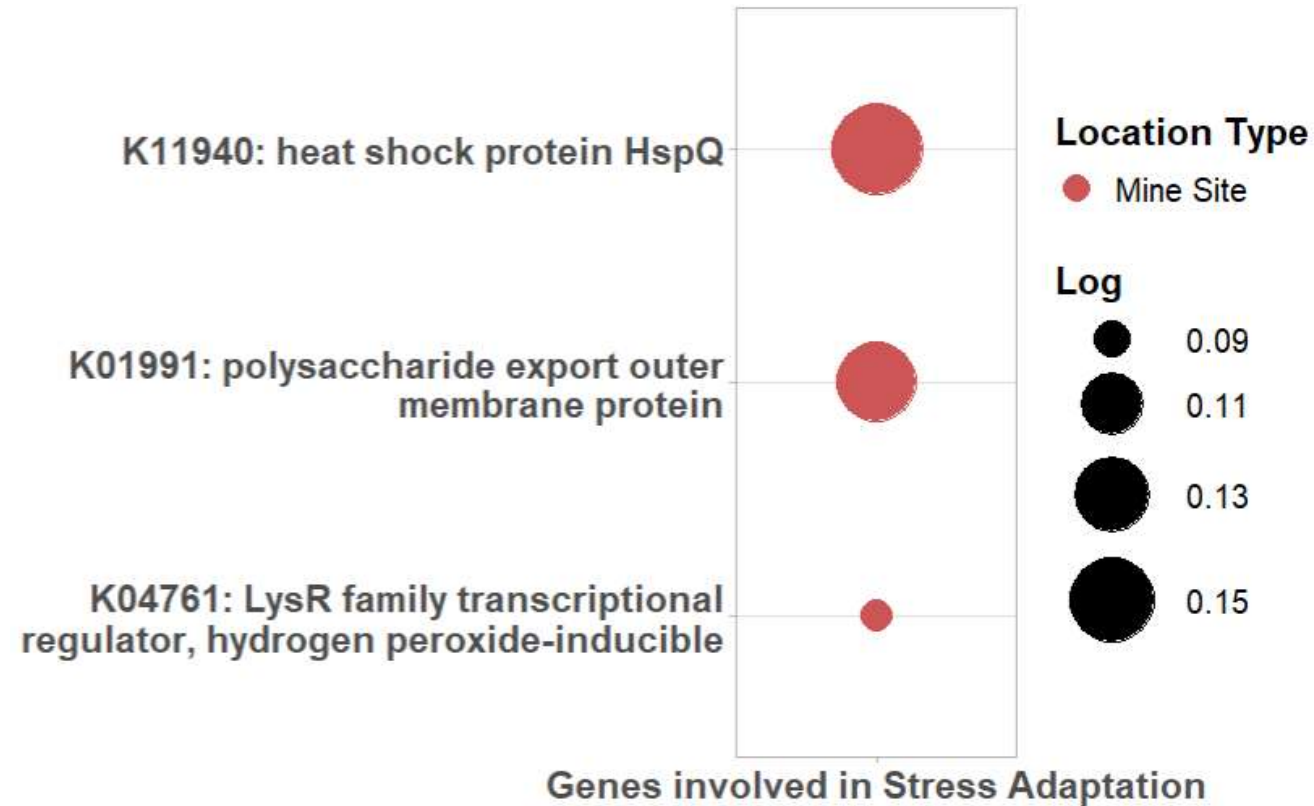 K11940: heat shock protein HspQ
K01991: polysaccharide export outer
membrane protein
K04761: LysR family transcriptional
regulator, hydrogen peroxide-inducible
Genes involved in Stress Adaptation
Location Type
Mine Site
Log
0.09
0.11
0.13
0.15